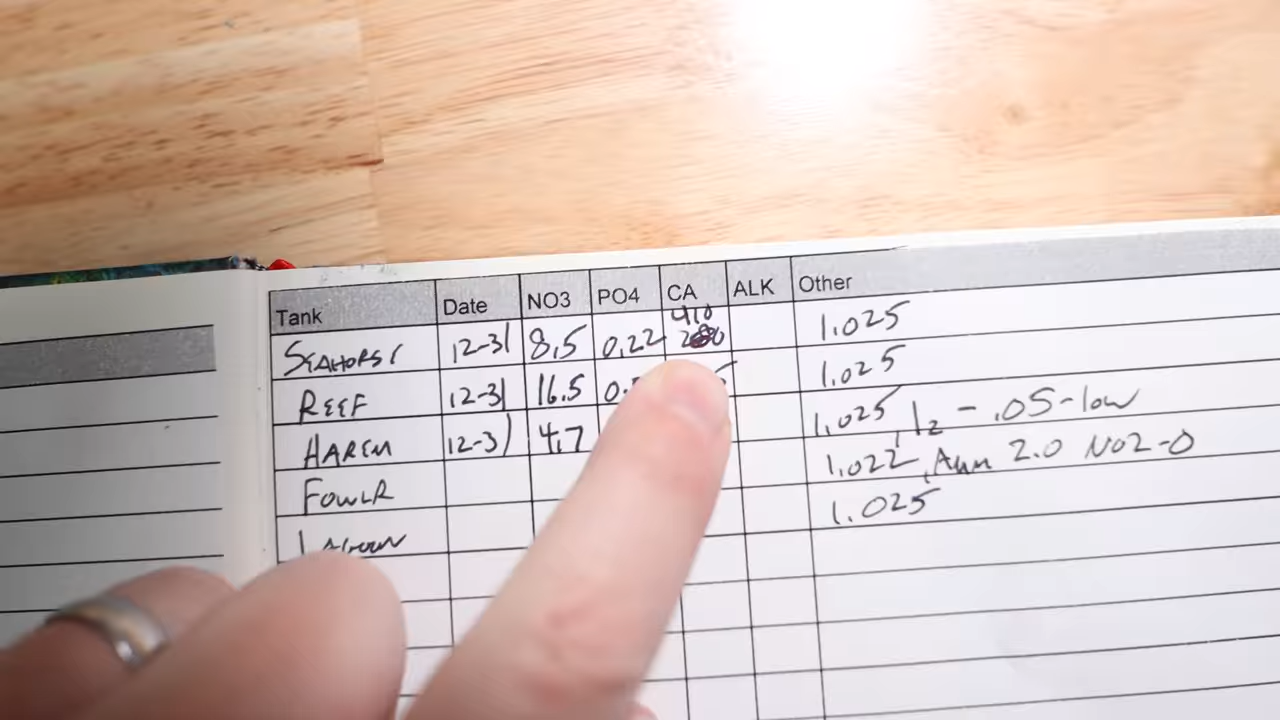 Tank Date NO3 PO4 CA ALK Other
410
SEAHORSE 12-31 8.5 0.22 1.025
REEF 12-31 16.5 1.025
HAREM 12-31 4.7 1.025, I2 - .05-low
FOWLR 1.022, Amm 2.0 NO2-0
LAGOON 1.025